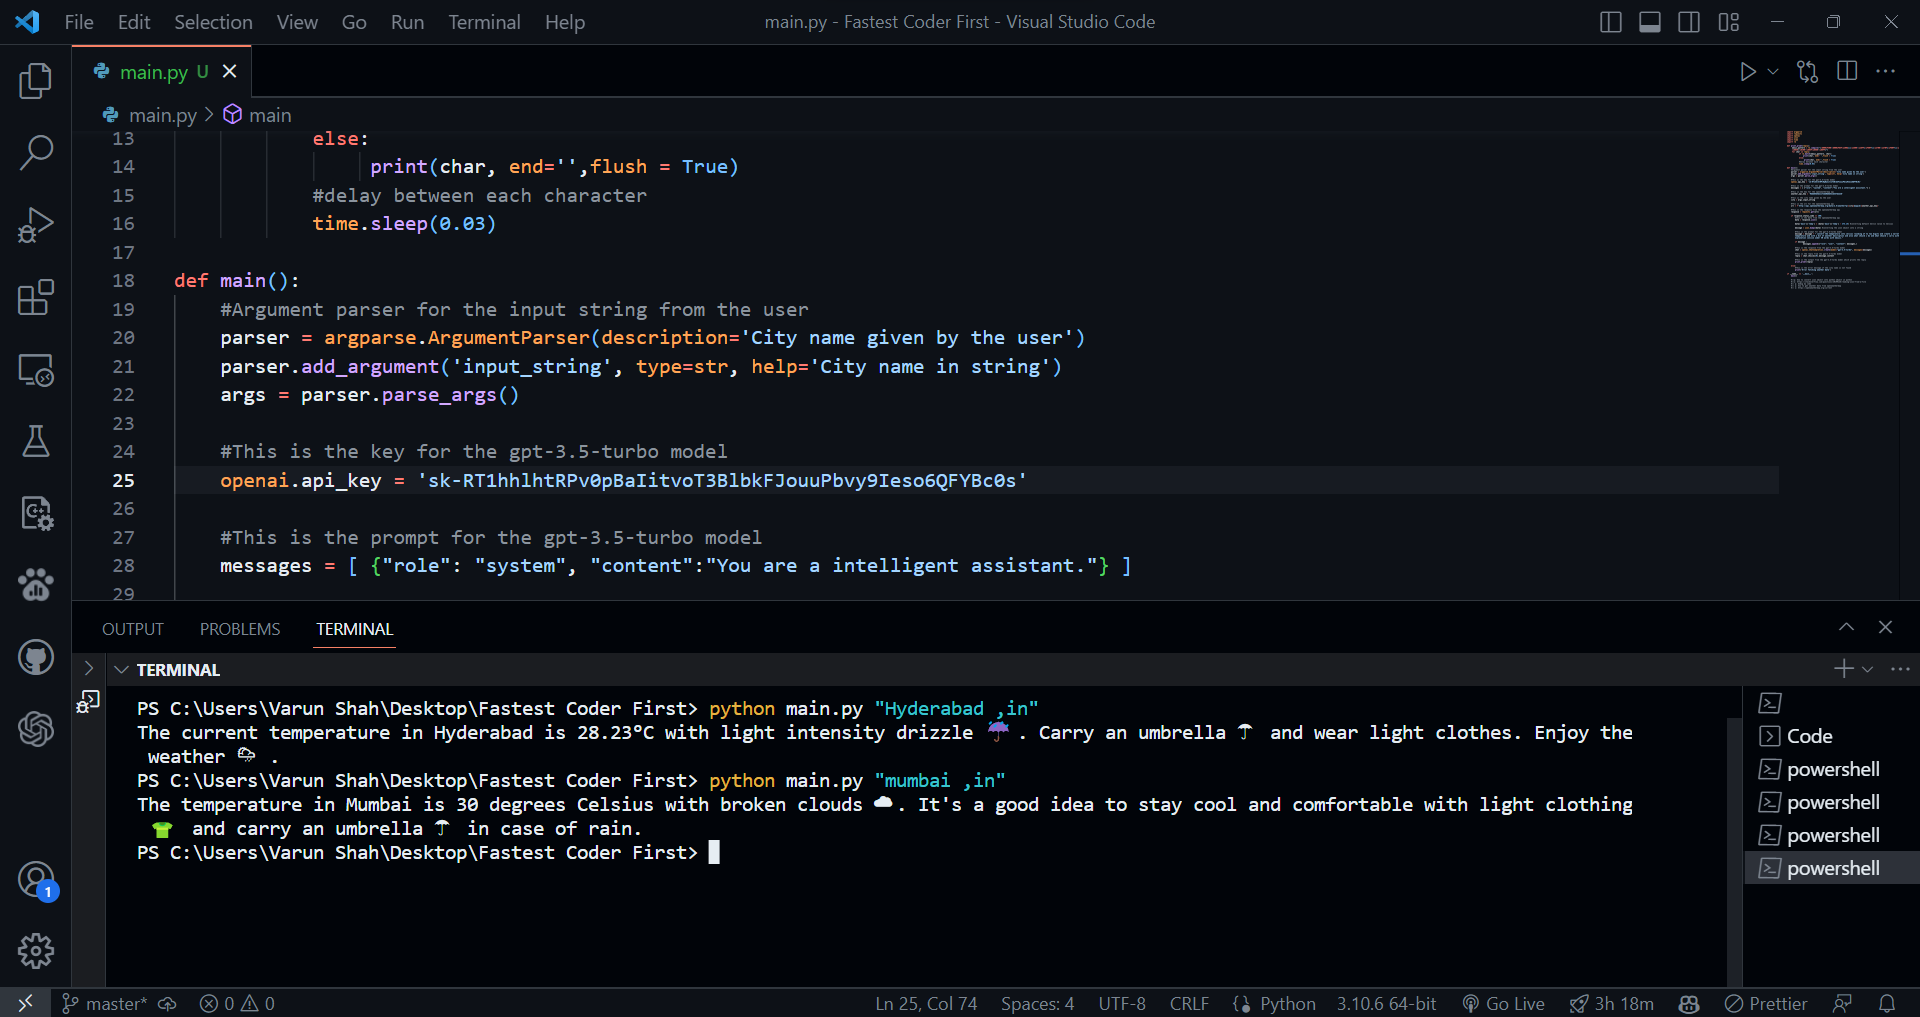 File Edit Selection View Go Run Terminal Help
main.py - Fastest Coder First - Visual Studio Code
main.py U
main.py > main
13 else:
14 print(char, end='',flush = True)
15 #delay between each character
16 time.sleep(0.03)
17
18 def main():
19 #Argument parser for the input string from the user
20 parser = argparse.ArgumentParser(description='City name given by the user')
21 parser.add_argument('input_string', type=str, help='City name in string')
22 args = parser.parse_args()
23
24 #This is the key for the gpt-3.5-turbo model
25 openai.api_key = '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'
26
27 #This is the prompt for the gpt-3.5-turbo model
28 messages = [ {"role": "system", "content":"You are a intelligent assistant."} ]
29
OUTPUT PROBLEMS TERMINAL
TERMINAL
PS C:\Users\Varun Shah\Desktop\Fastest Coder First> python main.py "Hyderabad ,in"
The current temperature in Hyderabad is 28.23°C with light intensity drizzle ☔ . Carry an umbrella ☂ and wear light clothes. Enjoy the
weather 🌧 .
PS C:\Users\Varun Shah\Desktop\Fastest Coder First> python main.py "mumbai ,in"
The temperature in Mumbai is 30 degrees Celsius with broken clouds ☁. It's a good idea to stay cool and comfortable with light clothing
👕 and carry an umbrella ☂ in case of rain.
PS C:\Users\Varun Shah\Desktop\Fastest Coder First>
Code
powershell
powershell
powershell
powershell
1
master* 0 0
Ln 25, Col 74 Spaces: 4 UTF-8 CRLF Python 3.10.6 64-bit Go Live 3h 18m Prettier